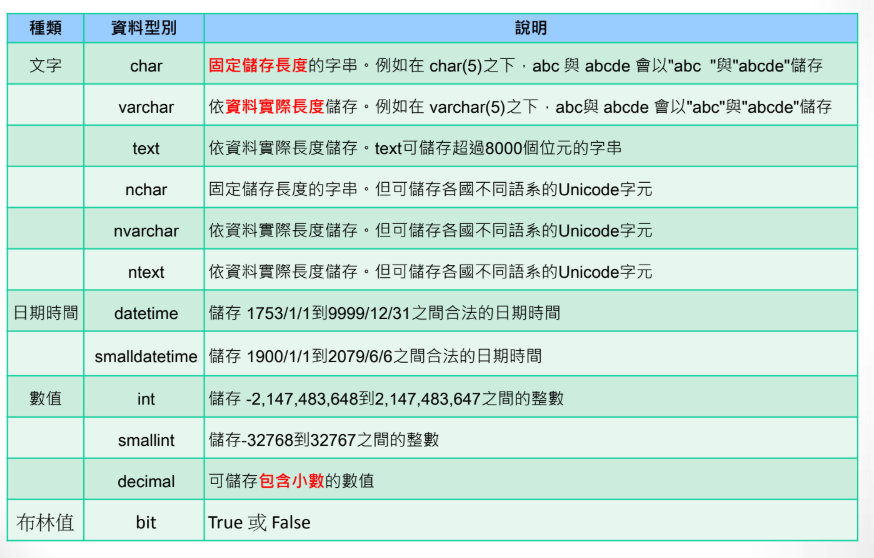 種類 資料型別 說明
文字 char 固定儲存長度的字串。例如在 char(5)之下，abc 與 abcde 會以"abc  "與"abcde"儲存
varchar 依資料實際長度儲存。例如在 varchar(5)之下，abc與 abcde 會以"abc"與"abcde"儲存
text 依資料實際長度儲存。text可儲存超過8000個位元的字串
nchar 固定儲存長度的字串。但可儲存各國不同語系的Unicode字元
nvarchar 依資料實際長度儲存。但可儲存各國不同語系的Unicode字元
ntext 依資料實際長度儲存。但可儲存各國不同語系的Unicode字元
日期時間 datetime 儲存 1753/1/1到9999/12/31之間合法的日期時間
smalldatetime 儲存 1900/1/1到2079/6/6之間合法的日期時間
數值 int 儲存 -2,147,483,648到2,147,483,647之間的整數
smallint 儲存-32768到32767之間的整數
decimal 可儲存包含小數的數值
布林值 bit True 或 False